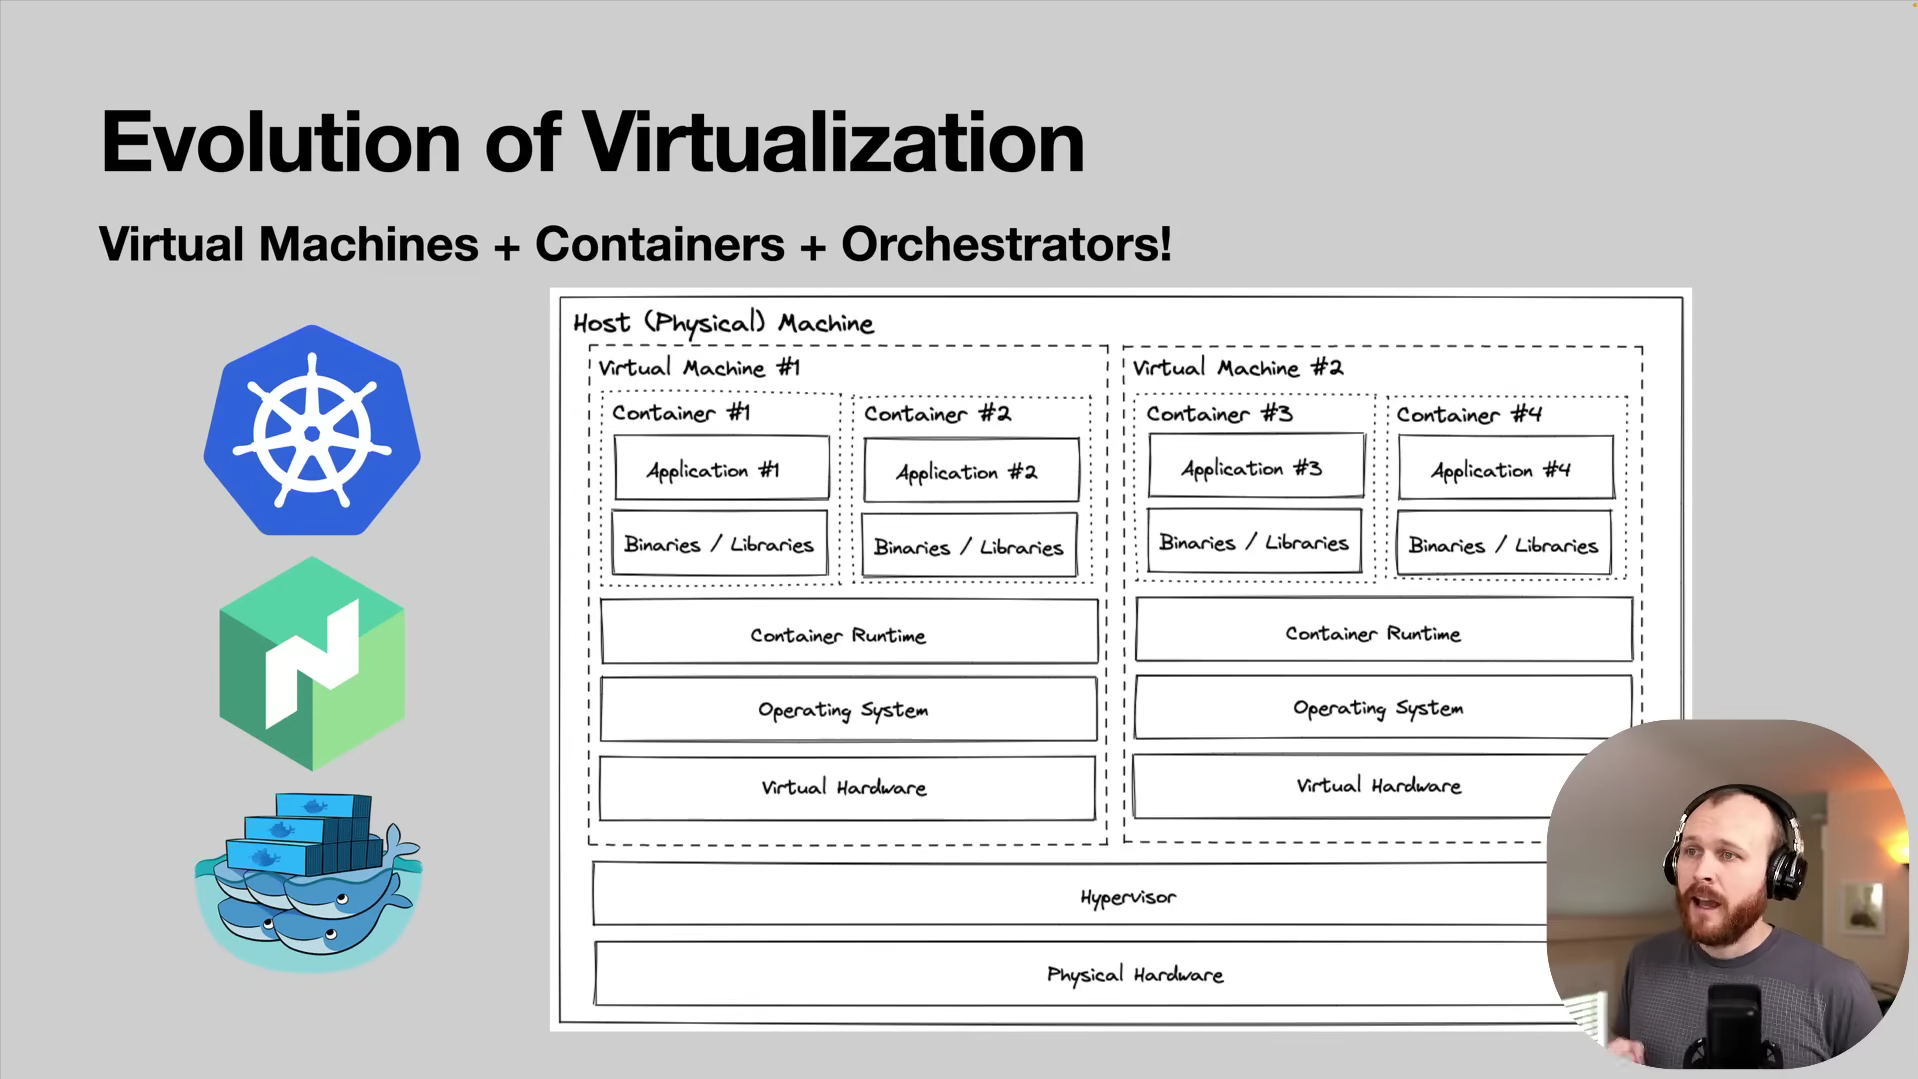 Evolution of Virtualization
Virtual Machines + Containers + Orchestrators!
Host (Physical) Machine
Virtual Machine #1
Container #1
Application #1
Binaries / Libraries
Container #2
Application #2
Binaries / Libraries
Container Runtime
Operating System
Virtual Hardware
Virtual Machine #2
Container #3
Application #3
Binaries / Libraries
Container #4
Application #4
Binaries / Libraries
Container Runtime
Operating System
Virtual Hardware
Hypervisor
Physical Hardware